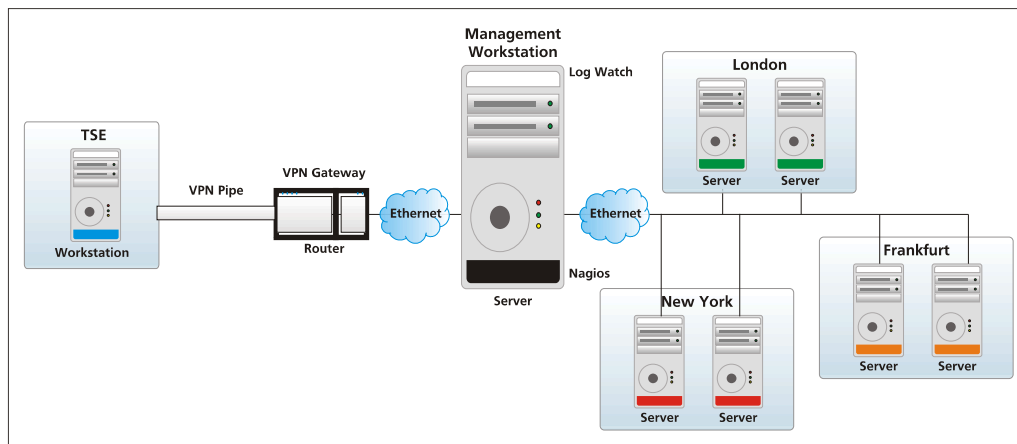 TSE
Workstation
VPN Pipe
VPN Gateway
Router
Ethernet
Management
Workstation
Log Watch
Nagios
Server
Ethernet
London
Server
Server
New York
Server
Server
Frankfurt
Server
Server